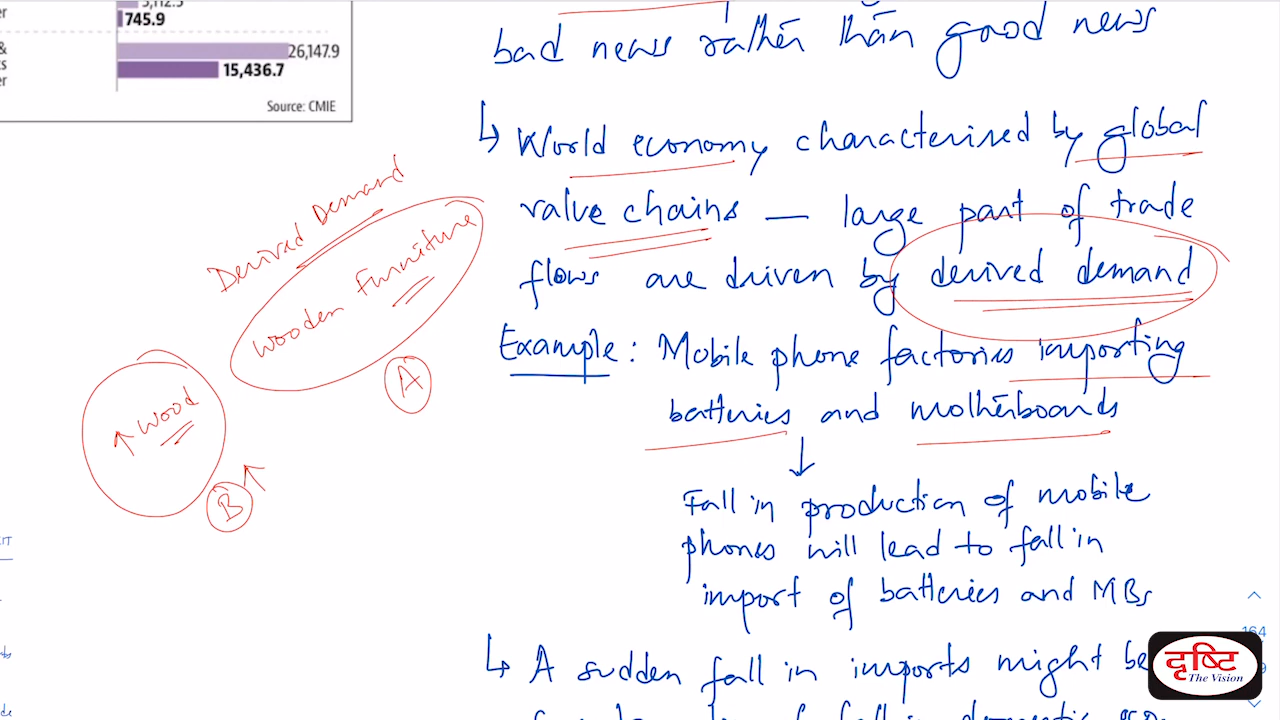 745.9
&
26,147.9
15,436.7
er
Source: CMIE
bad news rather than good news
↳ World economy characterised by global
value chains — large part of trade
flows are driven by derived demand
Example: Mobile phone factories importing
batteries and motherboards
↓
Fall in production of mobile
phones will lead to fall in
import of batteries and MBs
↳ A sudden fall in imports might be
Derived Demand
Wooden Furniture
A
↑ Wood
B ↑
164
दृष्टि
The Vision